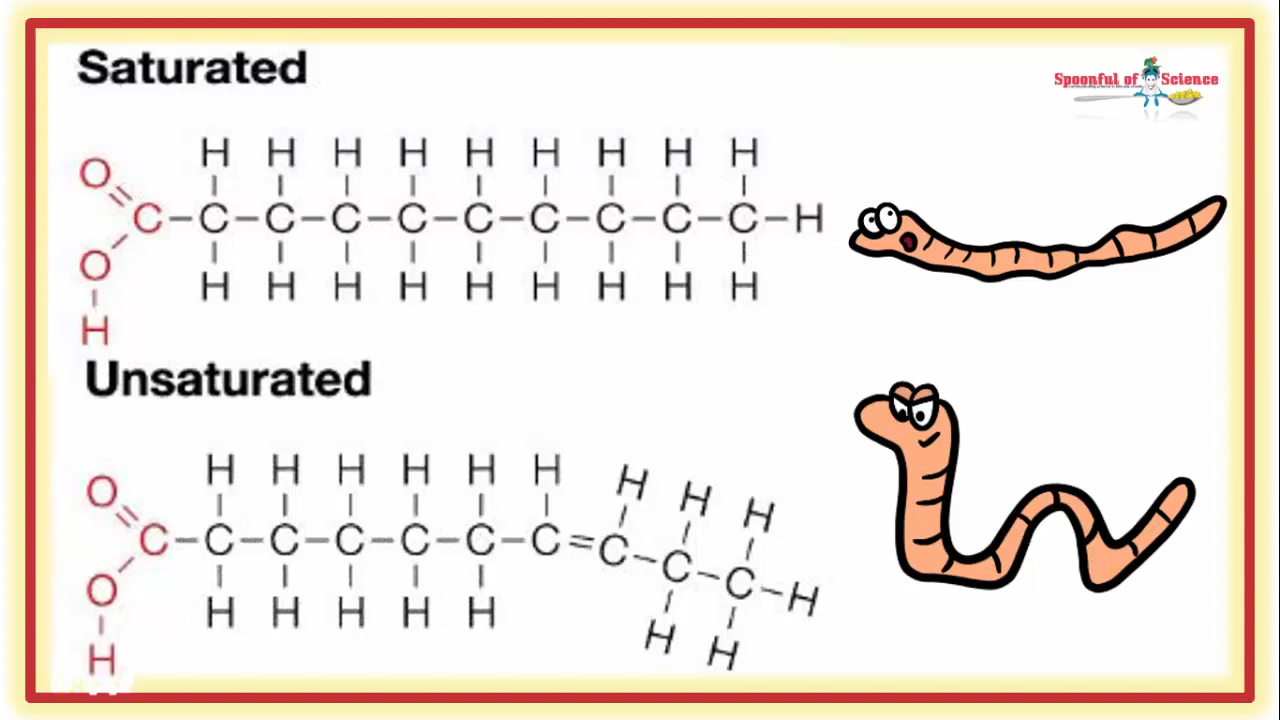 Saturated
Spoonful of Science
H H H H H H H H H
O
C-C-C-C-C-C-C-C-C-C-H
O
H H H H H H H H H
H
Unsaturated
H H H H H H H H H
O
C-C-C-C-C-C-C=C-C-C-H
O
H H H H H H H
H